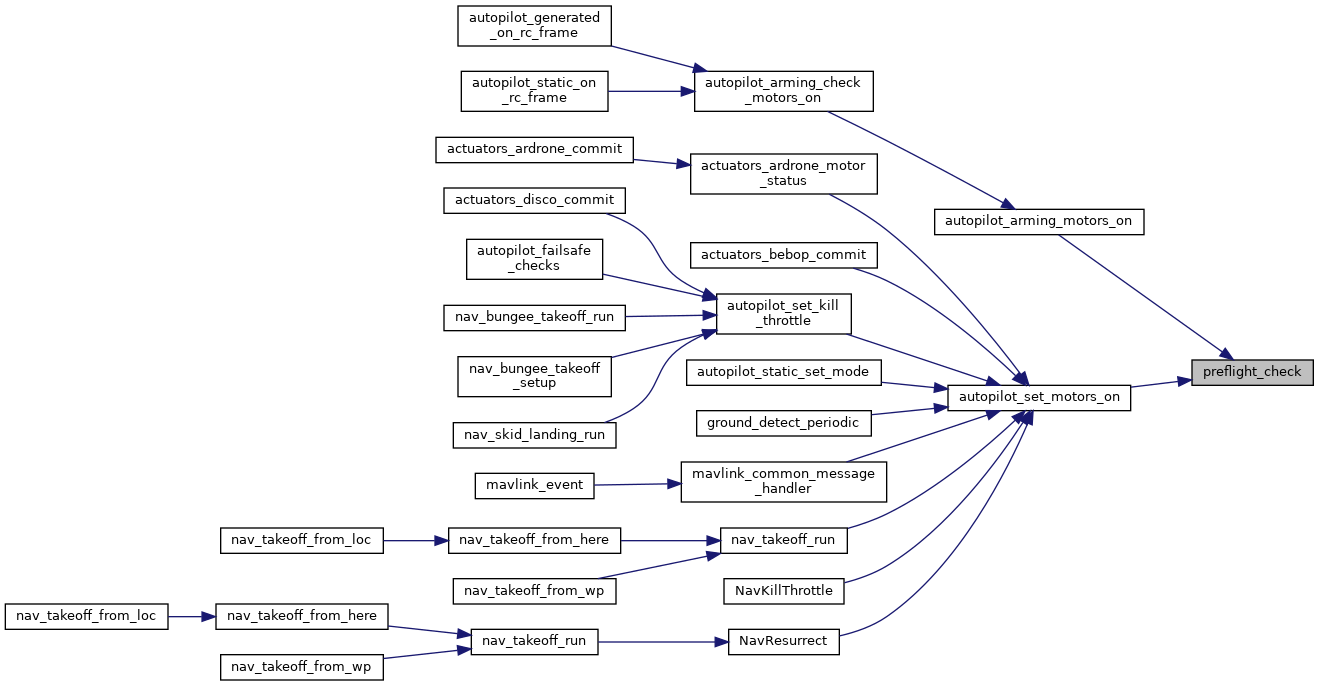 autopilot_generated
_on_rc_frame
autopilot_static_on
_rc_frame
autopilot_arming_check
_motors_on
actuators_ardrone_commit
actuators_ardrone_motor
_status
actuators_disco_commit
autopilot_arming_motors_on
autopilot_failsafe
_checks
actuators_bebop_commit
nav_bungee_takeoff_run
autopilot_set_kill
_throttle
nav_bungee_takeoff
_setup
autopilot_static_set_mode
preflight_check
autopilot_set_motors_on
nav_skid_landing_run
ground_detect_periodic
mavlink_event
mavlink_common_message
_handler
nav_takeoff_from_loc
nav_takeoff_from_here
nav_takeoff_run
nav_takeoff_from_wp
NavKillThrottle
nav_takeoff_from_loc
nav_takeoff_from_here
nav_takeoff_run
NavResurrect
nav_takeoff_from_wp